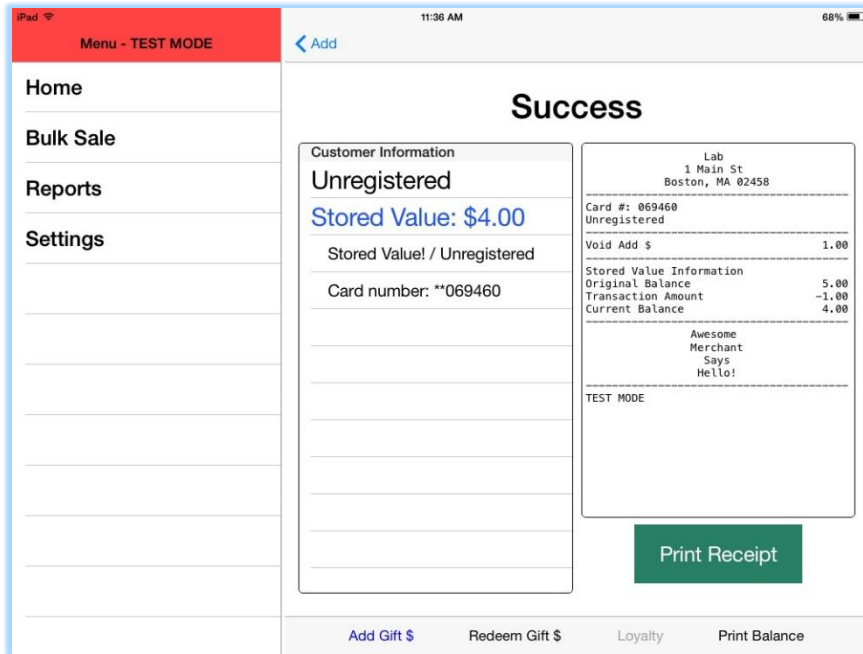 iPad
11:36 AM
68%
Menu - TEST MODE
Add
Home
Bulk Sale
Reports
Settings
Success
Customer Information
Unregistered
Stored Value: $4.00
Stored Value! / Unregistered
Card number: **069460
Lab
1 Main St
Boston, MA 02458
Card #: 069460
Unregistered
Void Add $ 1.00
Stored Value Information
Original Balance 5.00
Transaction Amount -1.00
Current Balance 4.00
Awesome
Merchant
Says
Hello!
TEST MODE
Print Receipt
Add Gift $ Redeem Gift $ Loyalty Print Balance